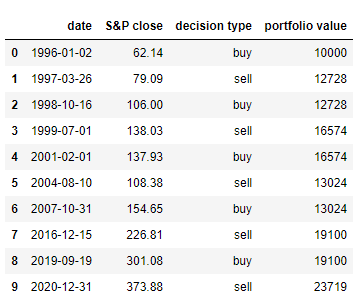 date S&P close decision type portfolio value
0 1996-01-02 62.14 buy 10000
1 1997-03-26 79.09 sell 12728
2 1998-10-16 106.00 buy 12728
3 1999-07-01 138.03 sell 16574
4 2001-02-01 137.93 buy 16574
5 2004-08-10 108.38 sell 13024
6 2007-10-31 154.65 buy 13024
7 2016-12-15 226.81 sell 19100
8 2019-09-19 301.08 buy 19100
9 2020-12-31 373.88 sell 23719